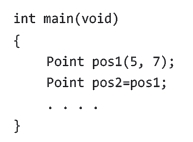 int main(void)
{
Point pos1(5, 7);
Point pos2=pos1;
. . . .
}